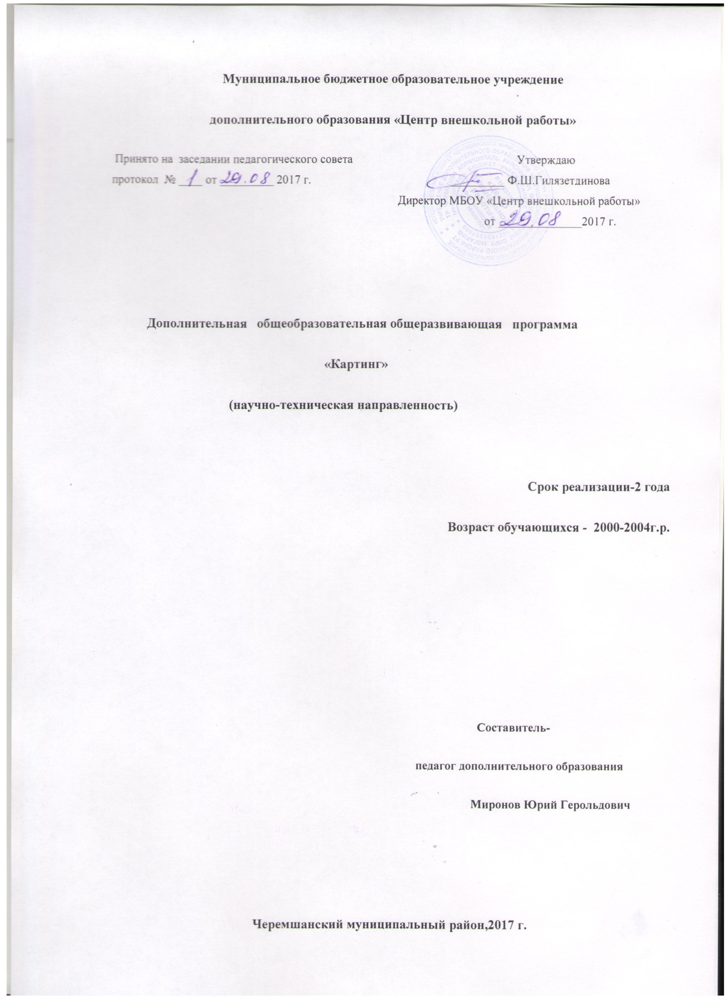 Муниципальное бюджетное образовательное учреждение
дополнительного образования «Центр внешкольной работы»
Принято на заседании педагогического совета
протокол № 1 от 29.08 2017 г.
Утверждаю
Ф.Ш.Гилязетдинова
Директор МБОУ «Центр внешкольной работы»
от 29.08 2017 г.
Дополнительная общеобразовательная общеразвивающая программа
«Картинг»
(научно-техническая направленность)
Срок реализации-2 года
Возраст обучающихся - 2000-2004г.р.
Составитель-
педагог дополнительного образования
Миронов Юрий Герольдович
Черемшанский муниципальный район,2017 г.